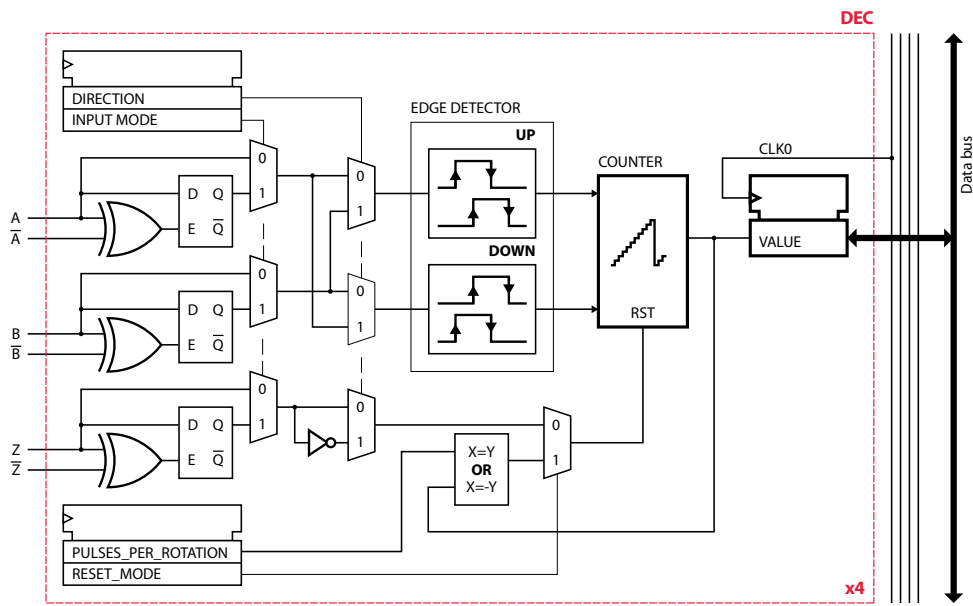 DEC
DIRECTION
INPUT MODE
EDGE DETECTOR
UP
COUNTER
CLK0
Data bus
0
1
D Q
E Q̅
A
A̅
0
1
VALUE
DOWN
0
1
D Q
E Q̅
B
B̅
0
1
RST
0
1
D Q
E Q̅
Z
Z̅
0
1
0
1
X=Y
OR
X=-Y
PULSES_PER_ROTATION
RESET_MODE
x4